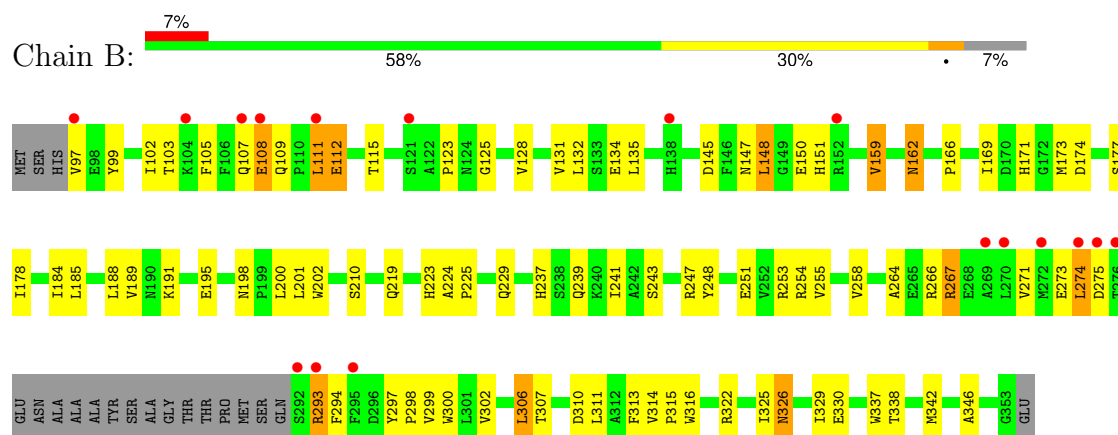 7%
Chain B:
58% 30% • 7%
MET SER HIS V97 E98 Y99 I102 T103 K104 F105 F106 Q107 E108 Q109 P110 L111 E112 T115 S121 A122 P123 N124 G125 V128 V131 L132 S133 E134 L135 H138 D145 F146 N147 L148 G149 E150 H151 R152 V159 N162 P166 I169 D170 H171 G172 M173 D174 S177
I178 I184 L185 L188 V189 N190 K191 E195 N198 P199 L200 L201 W202 S210 Q219 H223 A224 P225 Q229 H237 S238 Q239 K240 I241 A242 S243 R247 Y248 E251 V252 R253 R254 V255 V258 A264 E265 R266 R267 E268 A269 L270 V271 M272 E273 L274 D275 T276
GLU ASN ALA ALA ALA TYR SER ALA GLY THR THR PRO MET SER GLN S292 R293 F294 F295 D296 Y297 P298 V299 W300 L301 V302 L306 T307 D310 L311 A312 F313 V314 P315 W316 R322 I325 N326 I329 E330 W337 T338 M342 A346 G353 GLU